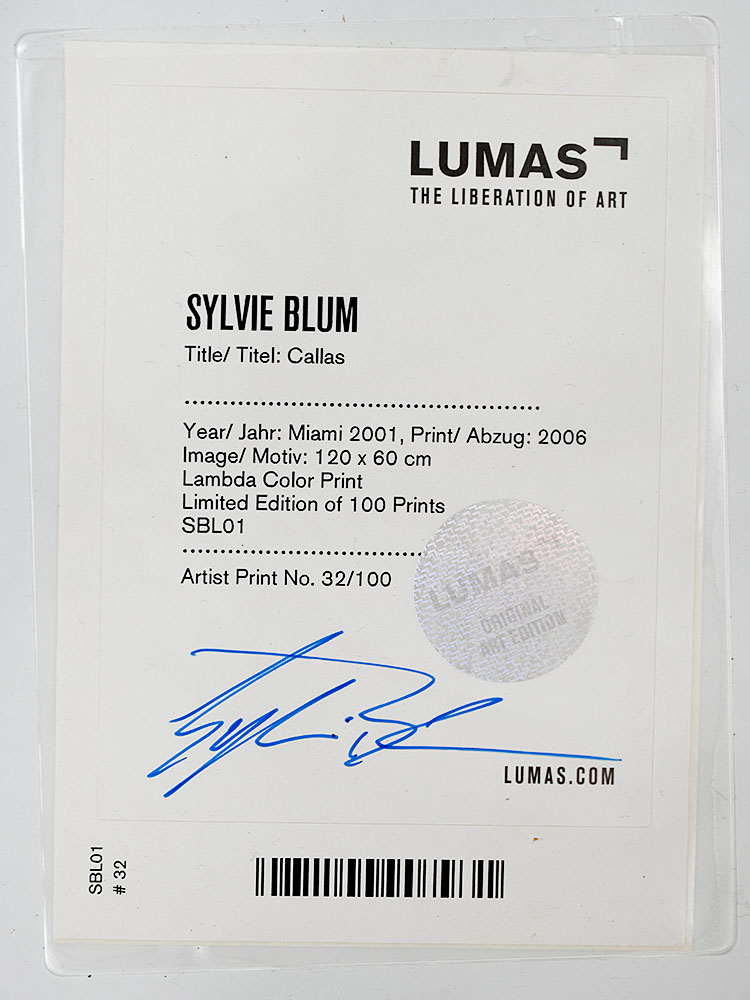 LUMAS
THE LIBERATION OF ART
SYLVIE BLUM
Title/ Titel: Callas
Year/ Jahr: Miami 2001, Print/ Abzug: 2006
Image/ Motiv: 120 x 60 cm
Lambda Color Print
Limited Edition of 100 Prints
SBL01
Artist Print No. 32/100
LUMAS
ORIGINAL
ART EDITION
LUMAS.COM
SBL01
# 32